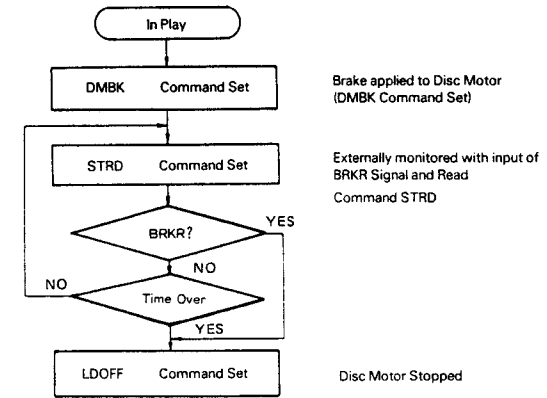 In Play
DMBK Command Set
Brake applied to Disc Motor
(DMBK Command Set)
STRD Command Set
Externally monitored with input of
BRKR Signal and Read
Command STRD
BRKR?
YES
NO
NO
Time Over
YES
LDOFF Command Set
Disc Motor Stopped